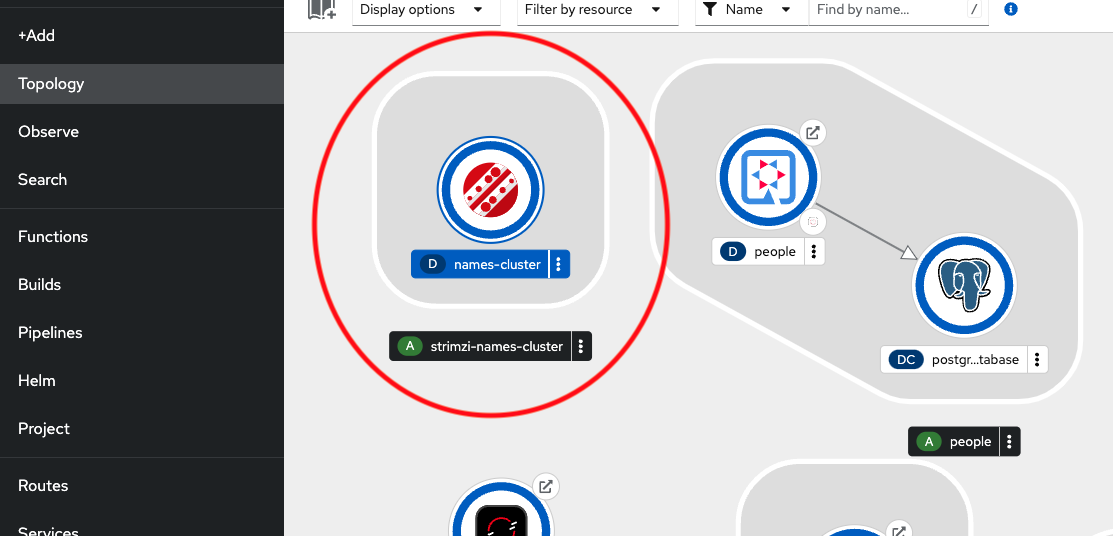 Display options
Filter by resource
Name
Find by name...
/
+Add
Topology
Observe
Search
Functions
Builds
Pipelines
Helm
Project
Routes
Services
D names-cluster
A strimzi-names-cluster
D people
DC postgr...tabase
A people